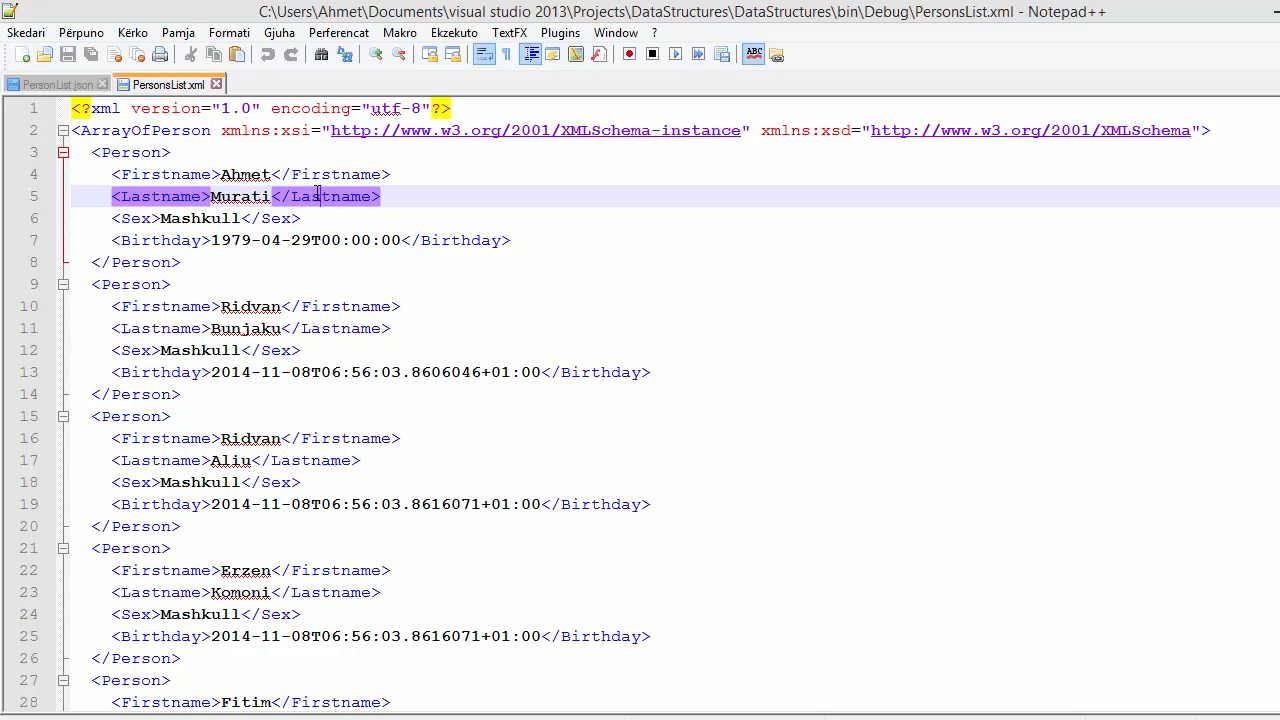 C:\Users\Ahmet\Documents\visual studio 2013\Projects\DataStructures\DataStructures\bin\Debug\PersonsList.xml - Notepad++
Skedari Përpuno Kërko Pamja Formati Gjuha Perferencat Makro Ekzekuto TextFX Plugins Window ?
ABC
PersonList.json PersonsList.xml
1 <?xml version="1.0" encoding="utf-8"?>
2 <ArrayOfPerson xmlns:xsi="http://www.w3.org/2001/XMLSchema-instance" xmlns:xsd="http://www.w3.org/2001/XMLSchema">
3 <Person>
4 <Firstname>Ahmet</Firstname>
5 <Lastname>Murati</Lastname>
6 <Sex>Mashkull</Sex>
7 <Birthday>1979-04-29T00:00:00</Birthday>
8 </Person>
9 <Person>
10 <Firstname>Ridvan</Firstname>
11 <Lastname>Bunjaku</Lastname>
12 <Sex>Mashkull</Sex>
13 <Birthday>2014-11-08T06:56:03.8606046+01:00</Birthday>
14 </Person>
15 <Person>
16 <Firstname>Ridvan</Firstname>
17 <Lastname>Aliu</Lastname>
18 <Sex>Mashkull</Sex>
19 <Birthday>2014-11-08T06:56:03.8616071+01:00</Birthday>
20 </Person>
21 <Person>
22 <Firstname>Erzen</Firstname>
23 <Lastname>Komoni</Lastname>
24 <Sex>Mashkull</Sex>
25 <Birthday>2014-11-08T06:56:03.8616071+01:00</Birthday>
26 </Person>
27 <Person>
28 <Firstname>Fitim</Firstname>